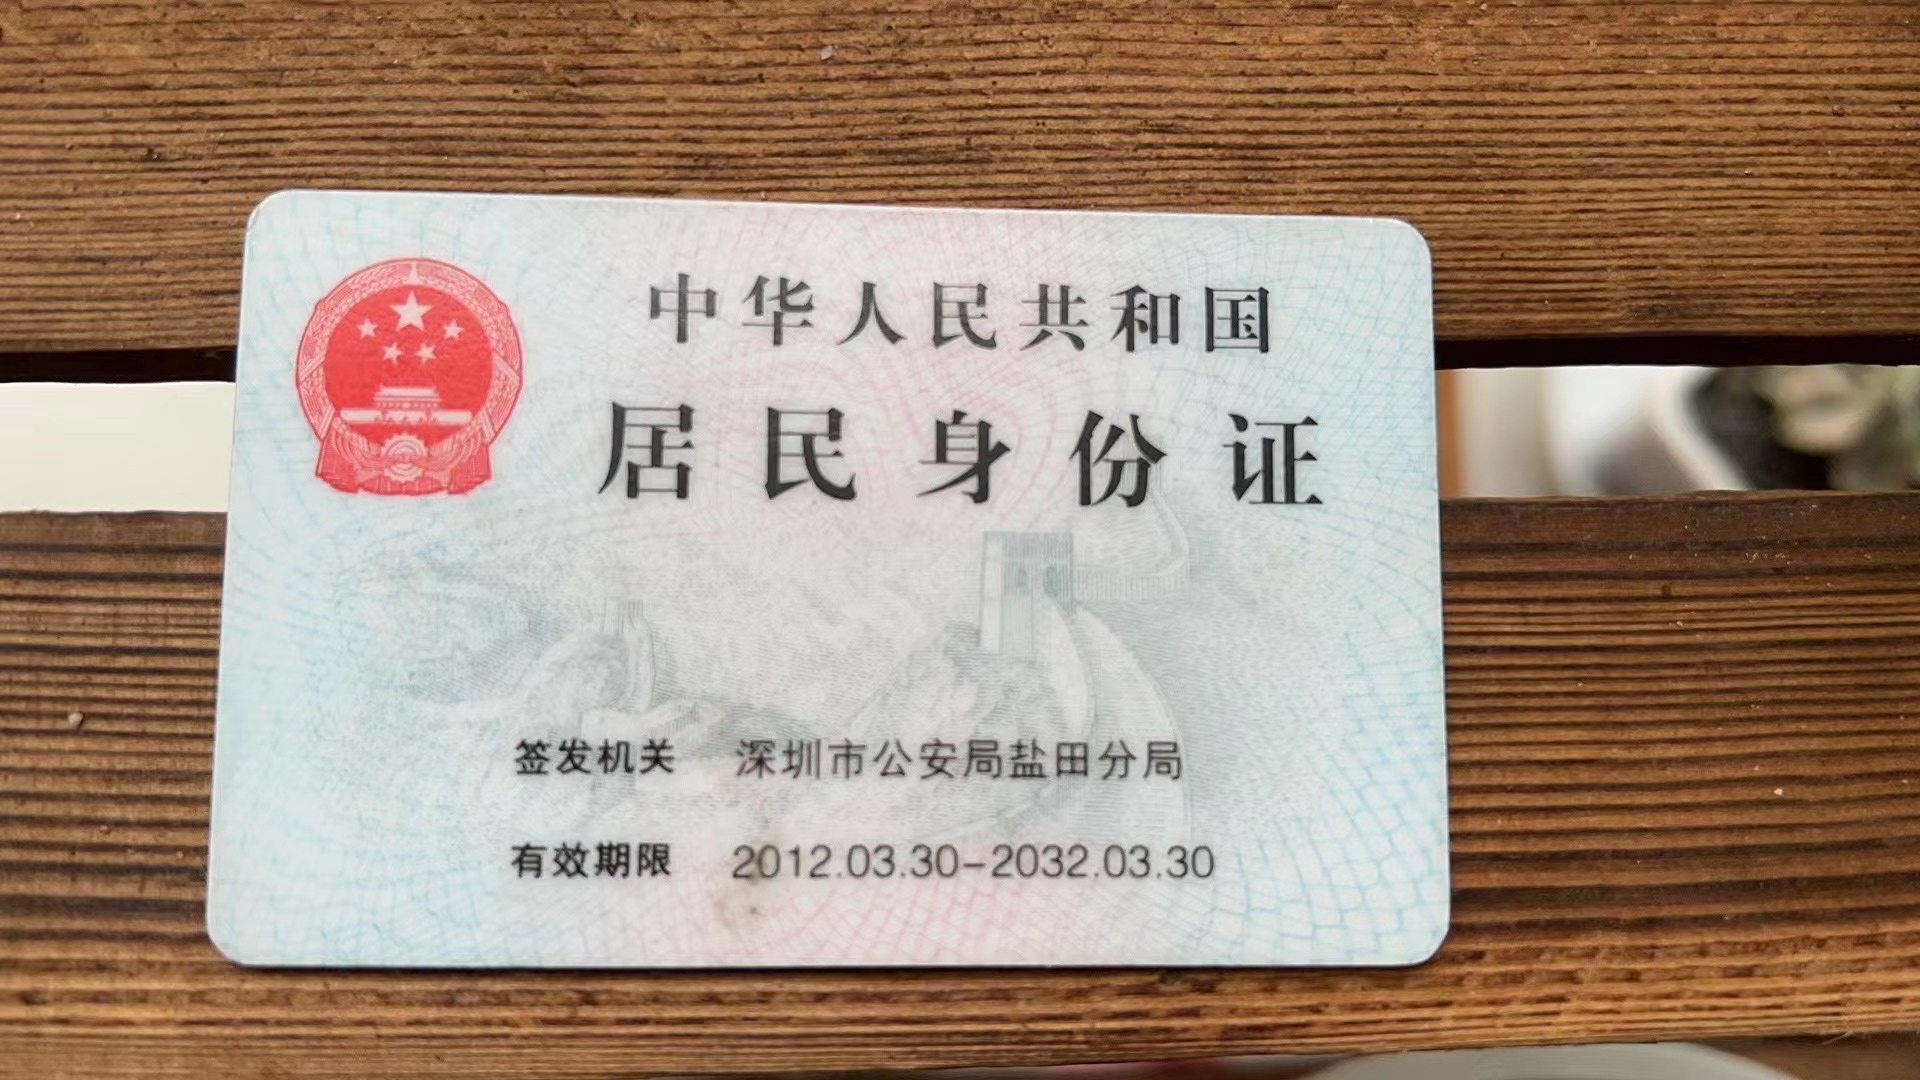 中华人民共和国
居民身份证
签发机关 深圳市公安局盐田分局
有效期限 2012.03.30-2032.03.30